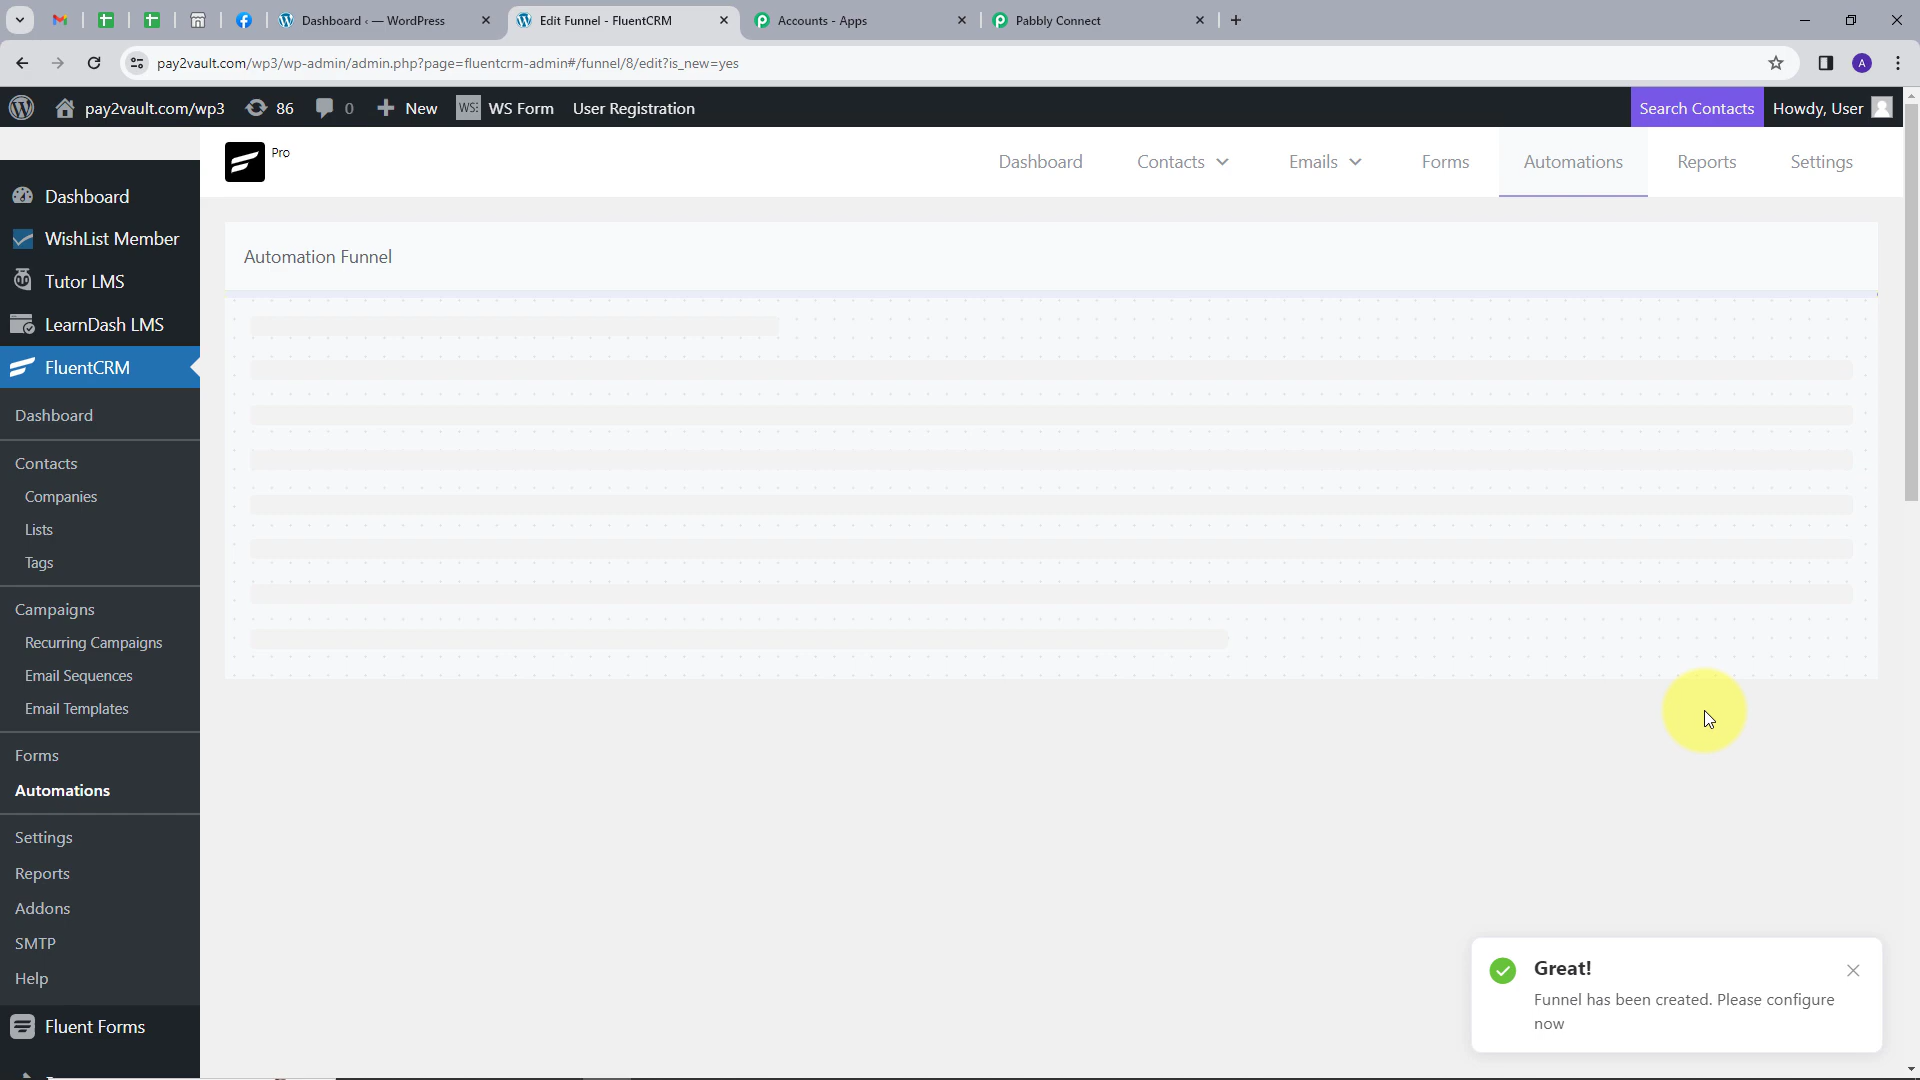 Dashboard ‹ — WordPress
Edit Funnel - FluentCRM
Accounts - Apps
Pabbly Connect
pay2vault.com/wp3/wp-admin/admin.php?page=fluentcrm-admin#/funnel/8/edit?is_new=yes
A
pay2vault.com/wp3
86
0
New
WS Form
User Registration
Search Contacts
Howdy, User
Pro
Dashboard
Contacts
Emails
Forms
Automations
Reports
Settings
Dashboard
WishList Member
Tutor LMS
LearnDash LMS
FluentCRM
Dashboard
Contacts
Companies
Lists
Tags
Campaigns
Recurring Campaigns
Email Sequences
Email Templates
Forms
Automations
Settings
Reports
Addons
SMTP
Help
Fluent Forms
Automation Funnel
Great!
Funnel has been created. Please configure
now